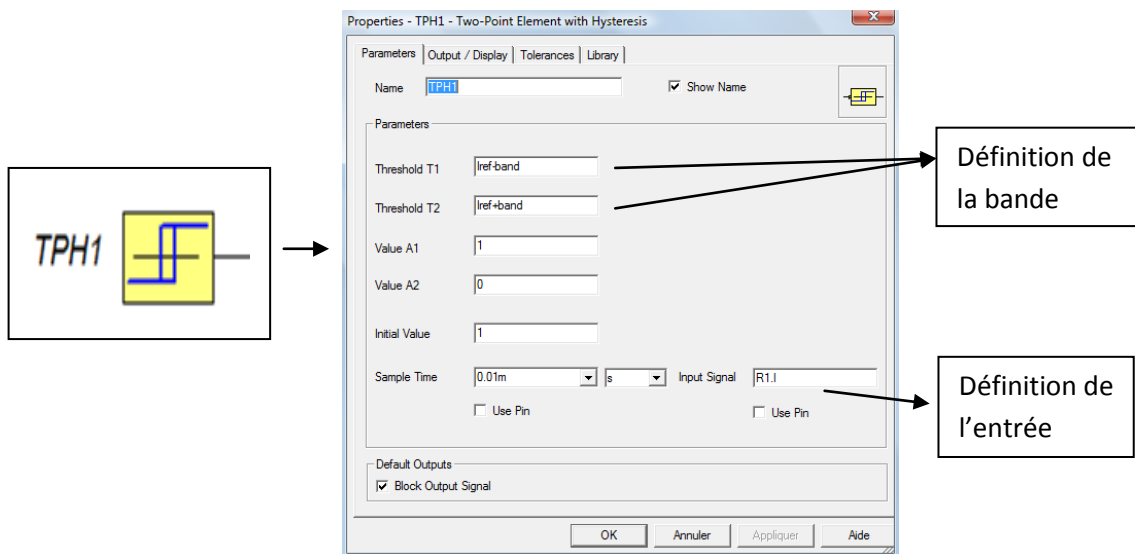 Properties - TPH1 - Two-Point Element with Hysteresis
Parameters Output / Display Tolerances Library
Name TPH1 Show Name
Parameters
Threshold T1 Iref-band
Threshold T2 Iref+band
Value A1 1
Value A2 0
Initial Value 1
Sample Time 0.01m s Input Signal R1.I
Use Pin Use Pin
Default Outputs
Block Output Signal
OK Annuler Appliquer Aide
TPH1
Définition de
la bande
Définition de
l’entrée